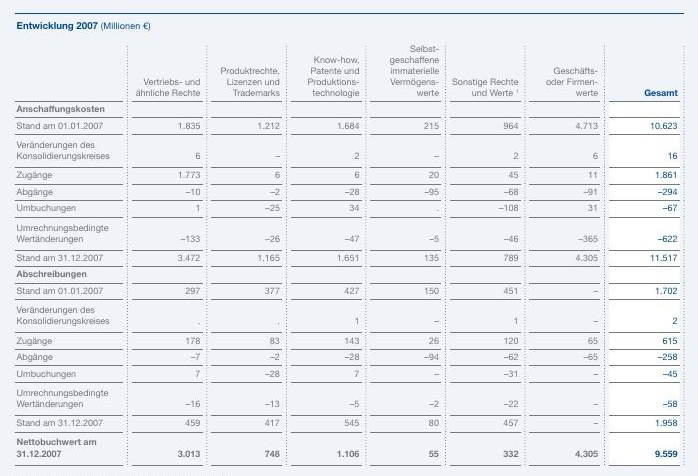 Entwicklung 2007 (Millionen €)
Vertriebs- und ähnliche Rechte | Produktrechte, Lizenzen und Trademarks | Know-how, Patente und Produktions- technologie | Selbst- geschaffene immaterielle Vermögens- werte | Sonstige Rechte und Werte ¹ | Geschäfts- oder Firmen- werte | Gesamt
Anschaffungskosten
Stand am 01.01.2007 1.835 1.212 1.684 215 964 4.713 10.623
Veränderungen des
Konsolidierungskreises 6 – 2 – 2 6 16
Zugänge 1.773 6 6 20 45 11 1.861
Abgänge –10 –2 –28 –95 –68 –91 –294
Umbuchungen 1 –25 34 . –108 31 –67
Umrechnungsbedingte
Wertänderungen –133 –26 –47 –5 –46 –365 –622
Stand am 31.12.2007 3.472 1.165 1.651 135 789 4.305 11.517
Abschreibungen
Stand am 01.01.2007 297 377 427 150 451 – 1.702
Veränderungen des
Konsolidierungskreises . . 1 – 1 – 2
Zugänge 178 83 143 26 120 65 615
Abgänge –7 –2 –28 –94 –62 –65 –258
Umbuchungen 7 –28 7 – –31 – –45
Umrechnungsbedingte
Wertänderungen –16 –13 –5 –2 –22 – –58
Stand am 31.12.2007 459 417 545 80 457 – 1.958
Nettobuchwert am
31.12.2007 3.013 748 1.106 55 332 4.305 9.559